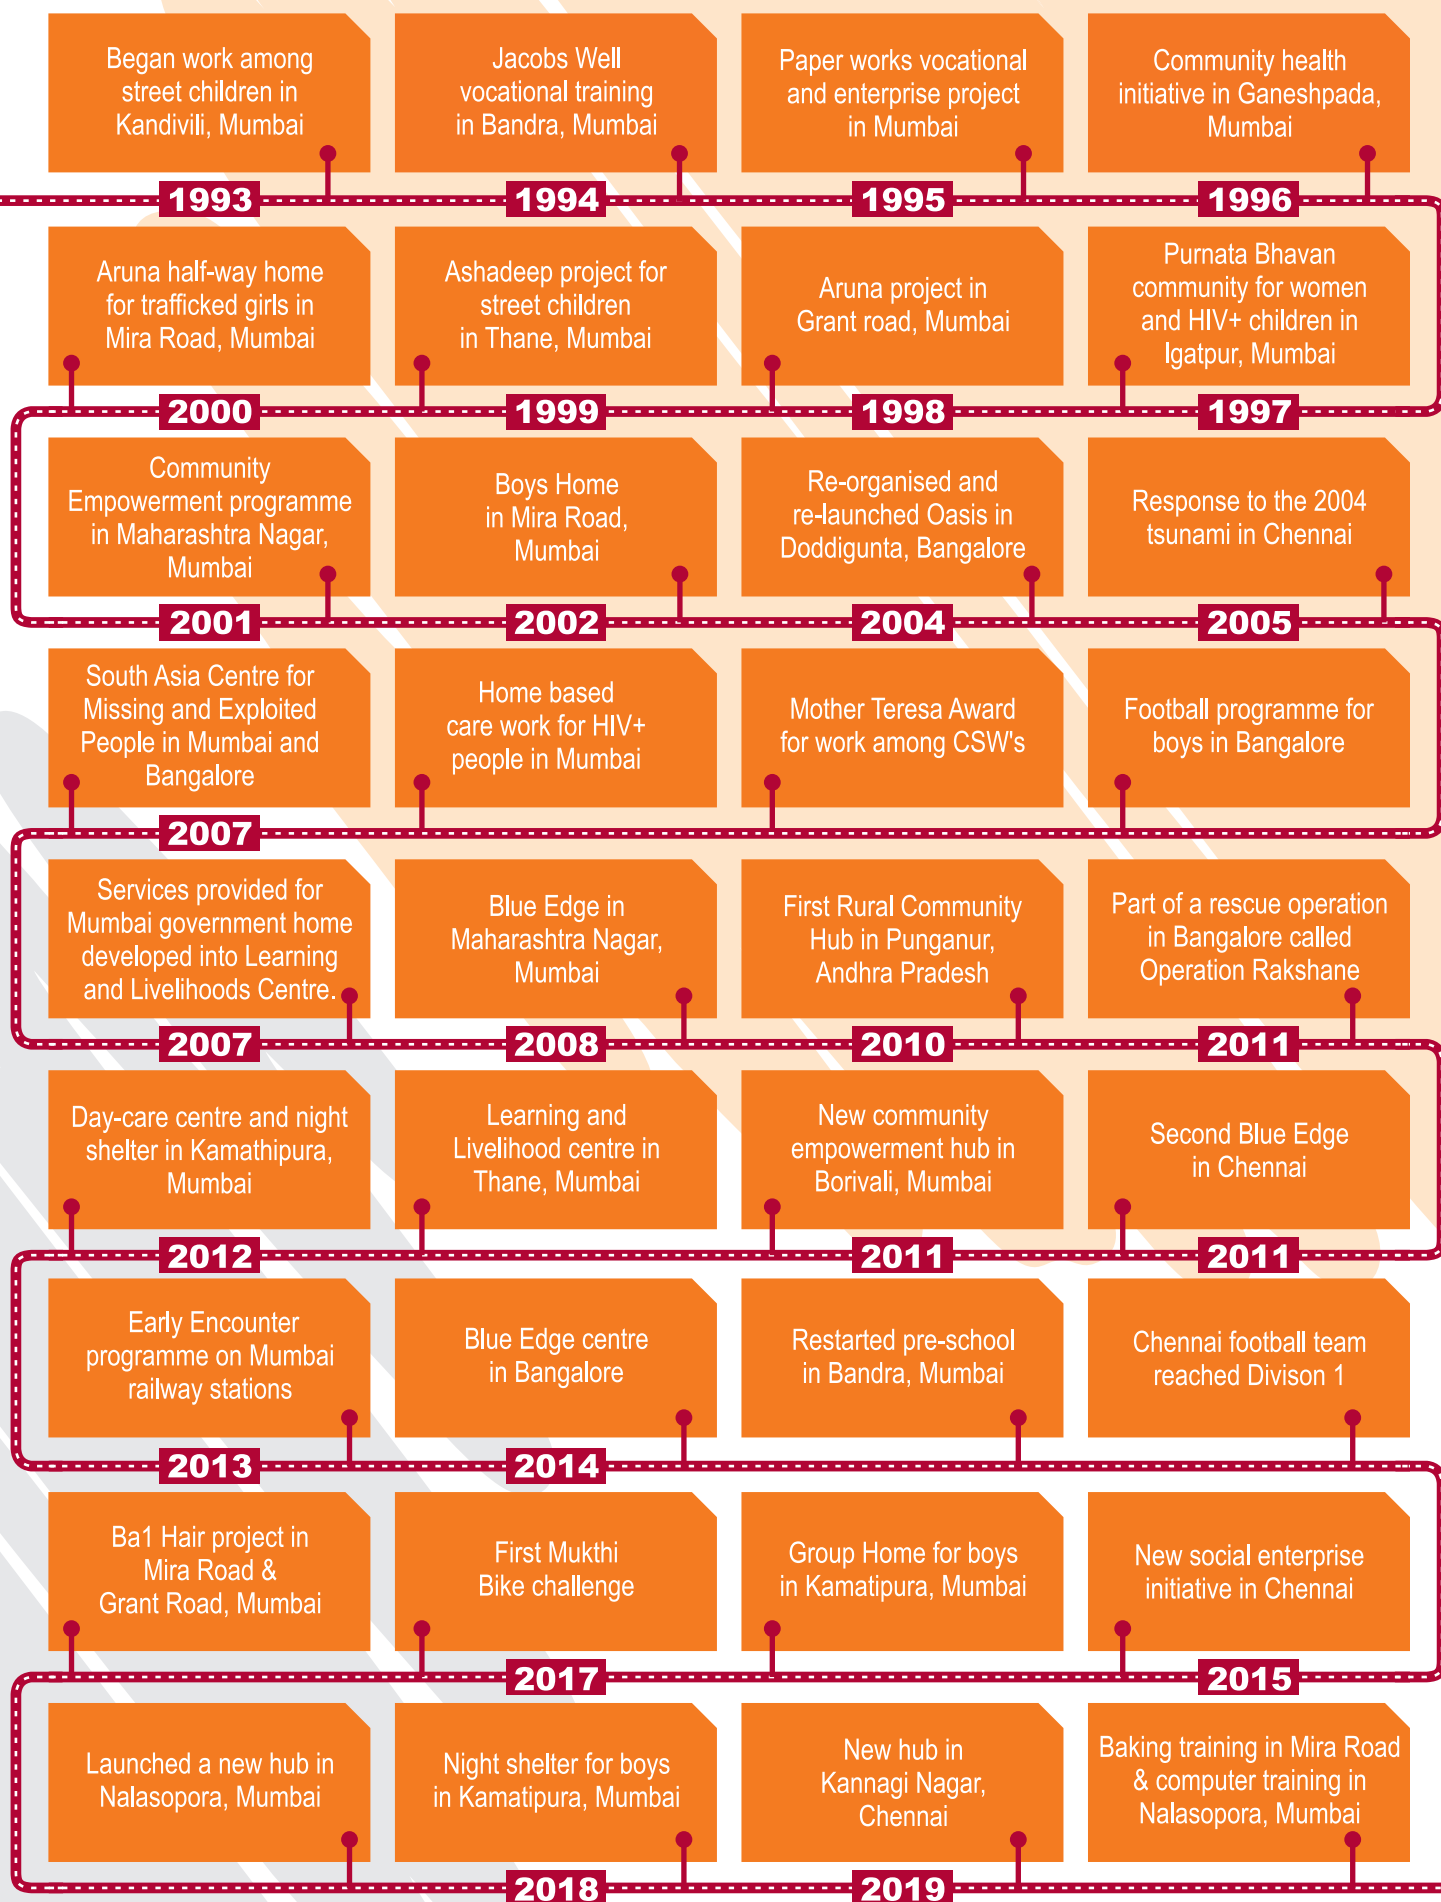 Began work among
street children in
Kandivili, Mumbai
Jacobs Well
vocational training
in Bandra, Mumbai
Paper works vocational
and enterprise project
in Mumbai
Community health
initiative in Ganeshpada,
Mumbai
1993
1994
1995
1996
Aruna half-way home
for trafficked girls in
Mira Road, Mumbai
Ashadeep project for
street children
in Thane, Mumbai
Aruna project in
Grant road, Mumbai
Purnata Bhavan
community for women
and HIV+ children in
Igatpur, Mumbai
2000
1999
1998
1997
Community
Empowerment programme
in Maharashtra Nagar,
Mumbai
Boys Home
in Mira Road,
Mumbai
Re-organised and
re-launched Oasis in
Doddigunta, Bangalore
Response to the 2004
tsunami in Chennai
2001
2002
2004
2005
South Asia Centre for
Missing and Exploited
People in Mumbai and
Bangalore
Home based
care work for HIV+
people in Mumbai
Mother Teresa Award
for work among CSW's
Football programme for
boys in Bangalore
2007
Services provided for
Mumbai government home
developed into Learning
and Livelihoods Centre.
Blue Edge in
Maharashtra Nagar,
Mumbai
First Rural Community
Hub in Punganur,
Andhra Pradesh
Part of a rescue operation
in Bangalore called
Operation Rakshane
2007
2008
2010
2011
Day-care centre and night
shelter in Kamathipura,
Mumbai
Learning and
Livelihood centre in
Thane, Mumbai
New community
empowerment hub in
Borivali, Mumbai
Second Blue Edge
in Chennai
2012
2011
2011
Early Encounter
programme on Mumbai
railway stations
Blue Edge centre
in Bangalore
Restarted pre-school
in Bandra, Mumbai
Chennai football team
reached Divison 1
2013
2014
Ba1 Hair project in
Mira Road &
Grant Road, Mumbai
First Mukthi
Bike challenge
Group Home for boys
in Kamatipura, Mumbai
New social enterprise
initiative in Chennai
2017
2015
Launched a new hub in
Nalasopora, Mumbai
Night shelter for boys
in Kamatipura, Mumbai
New hub in
Kannagi Nagar,
Chennai
Baking training in Mira Road
& computer training in
Nalasopora, Mumbai
2018
2019